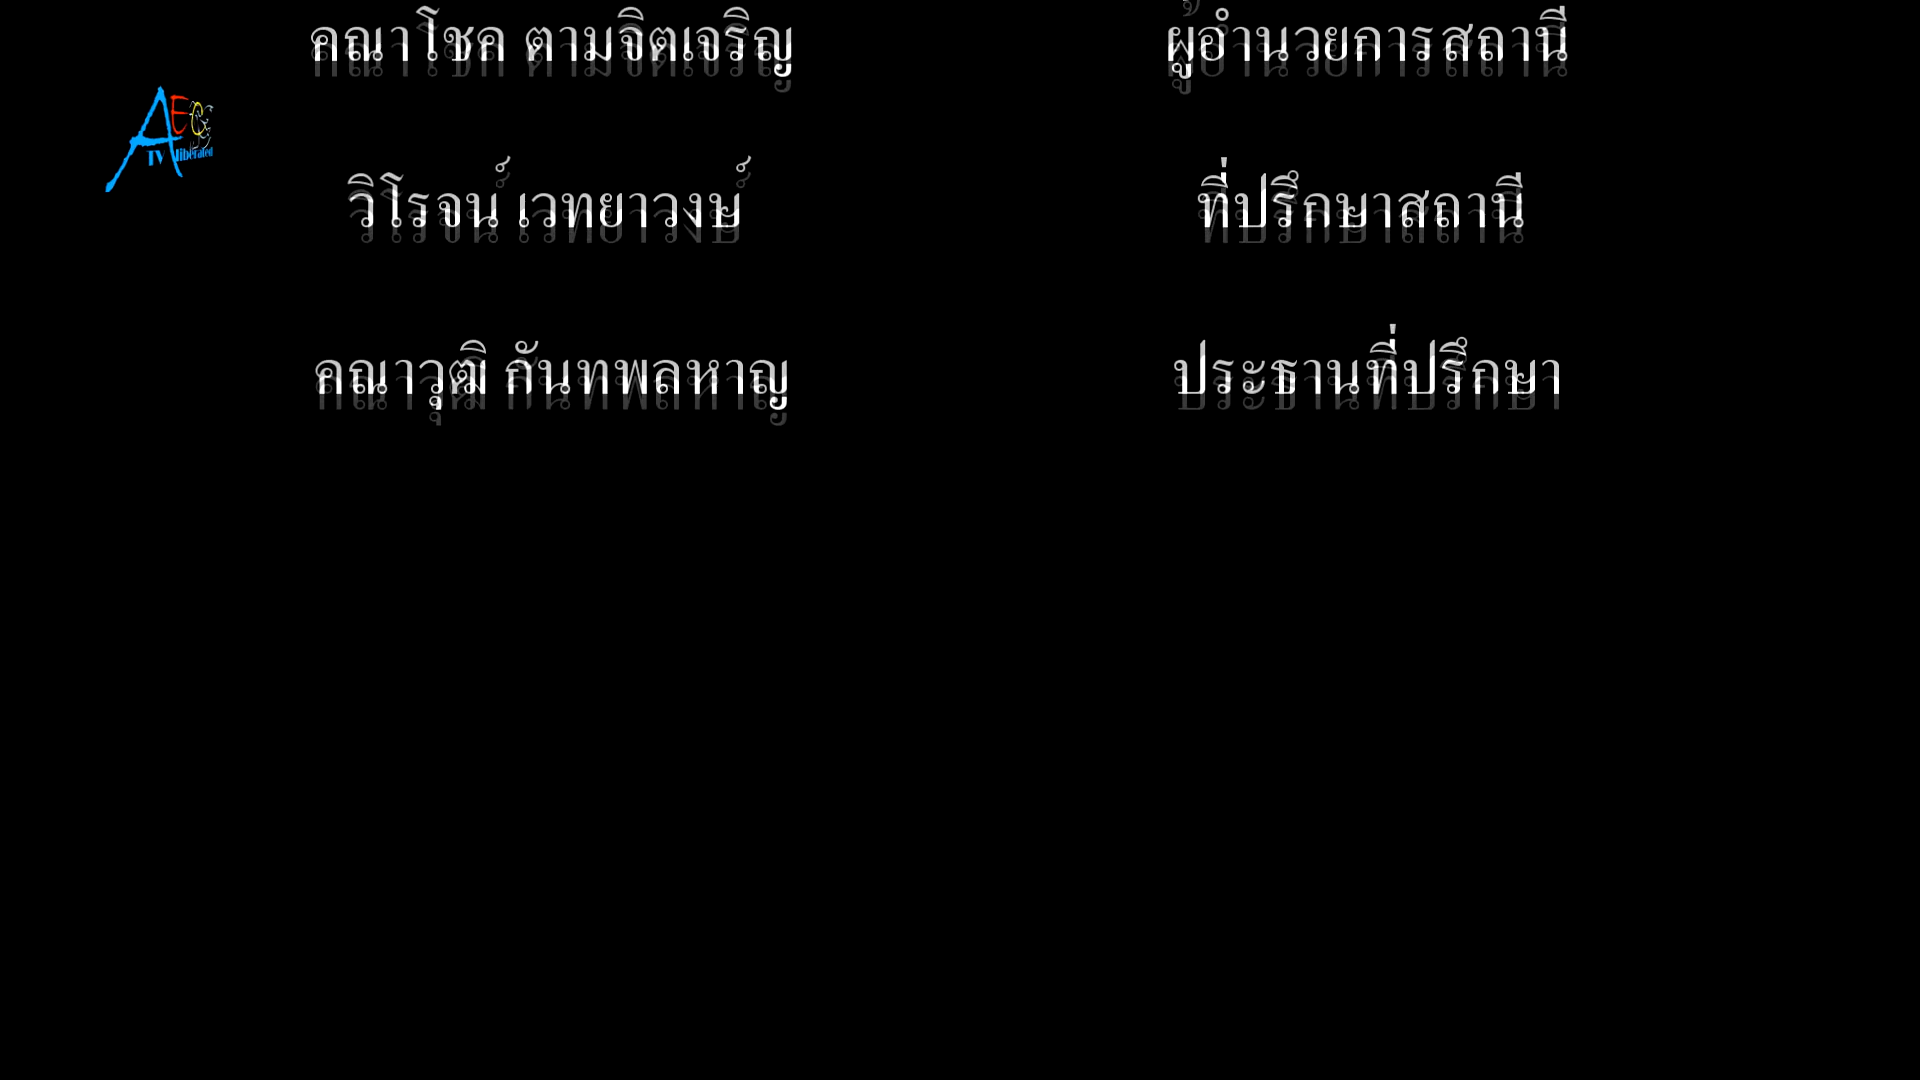 คณาโชค ตามจิตเจริญ ผู้อำนวยการสถานี
AEC
TV liberated
วิโรจน์ เวทยาวงษ์ ที่ปรึกษาสถานี
คณาวุฒิ กันทพลหาญ ประธานที่ปรึกษา